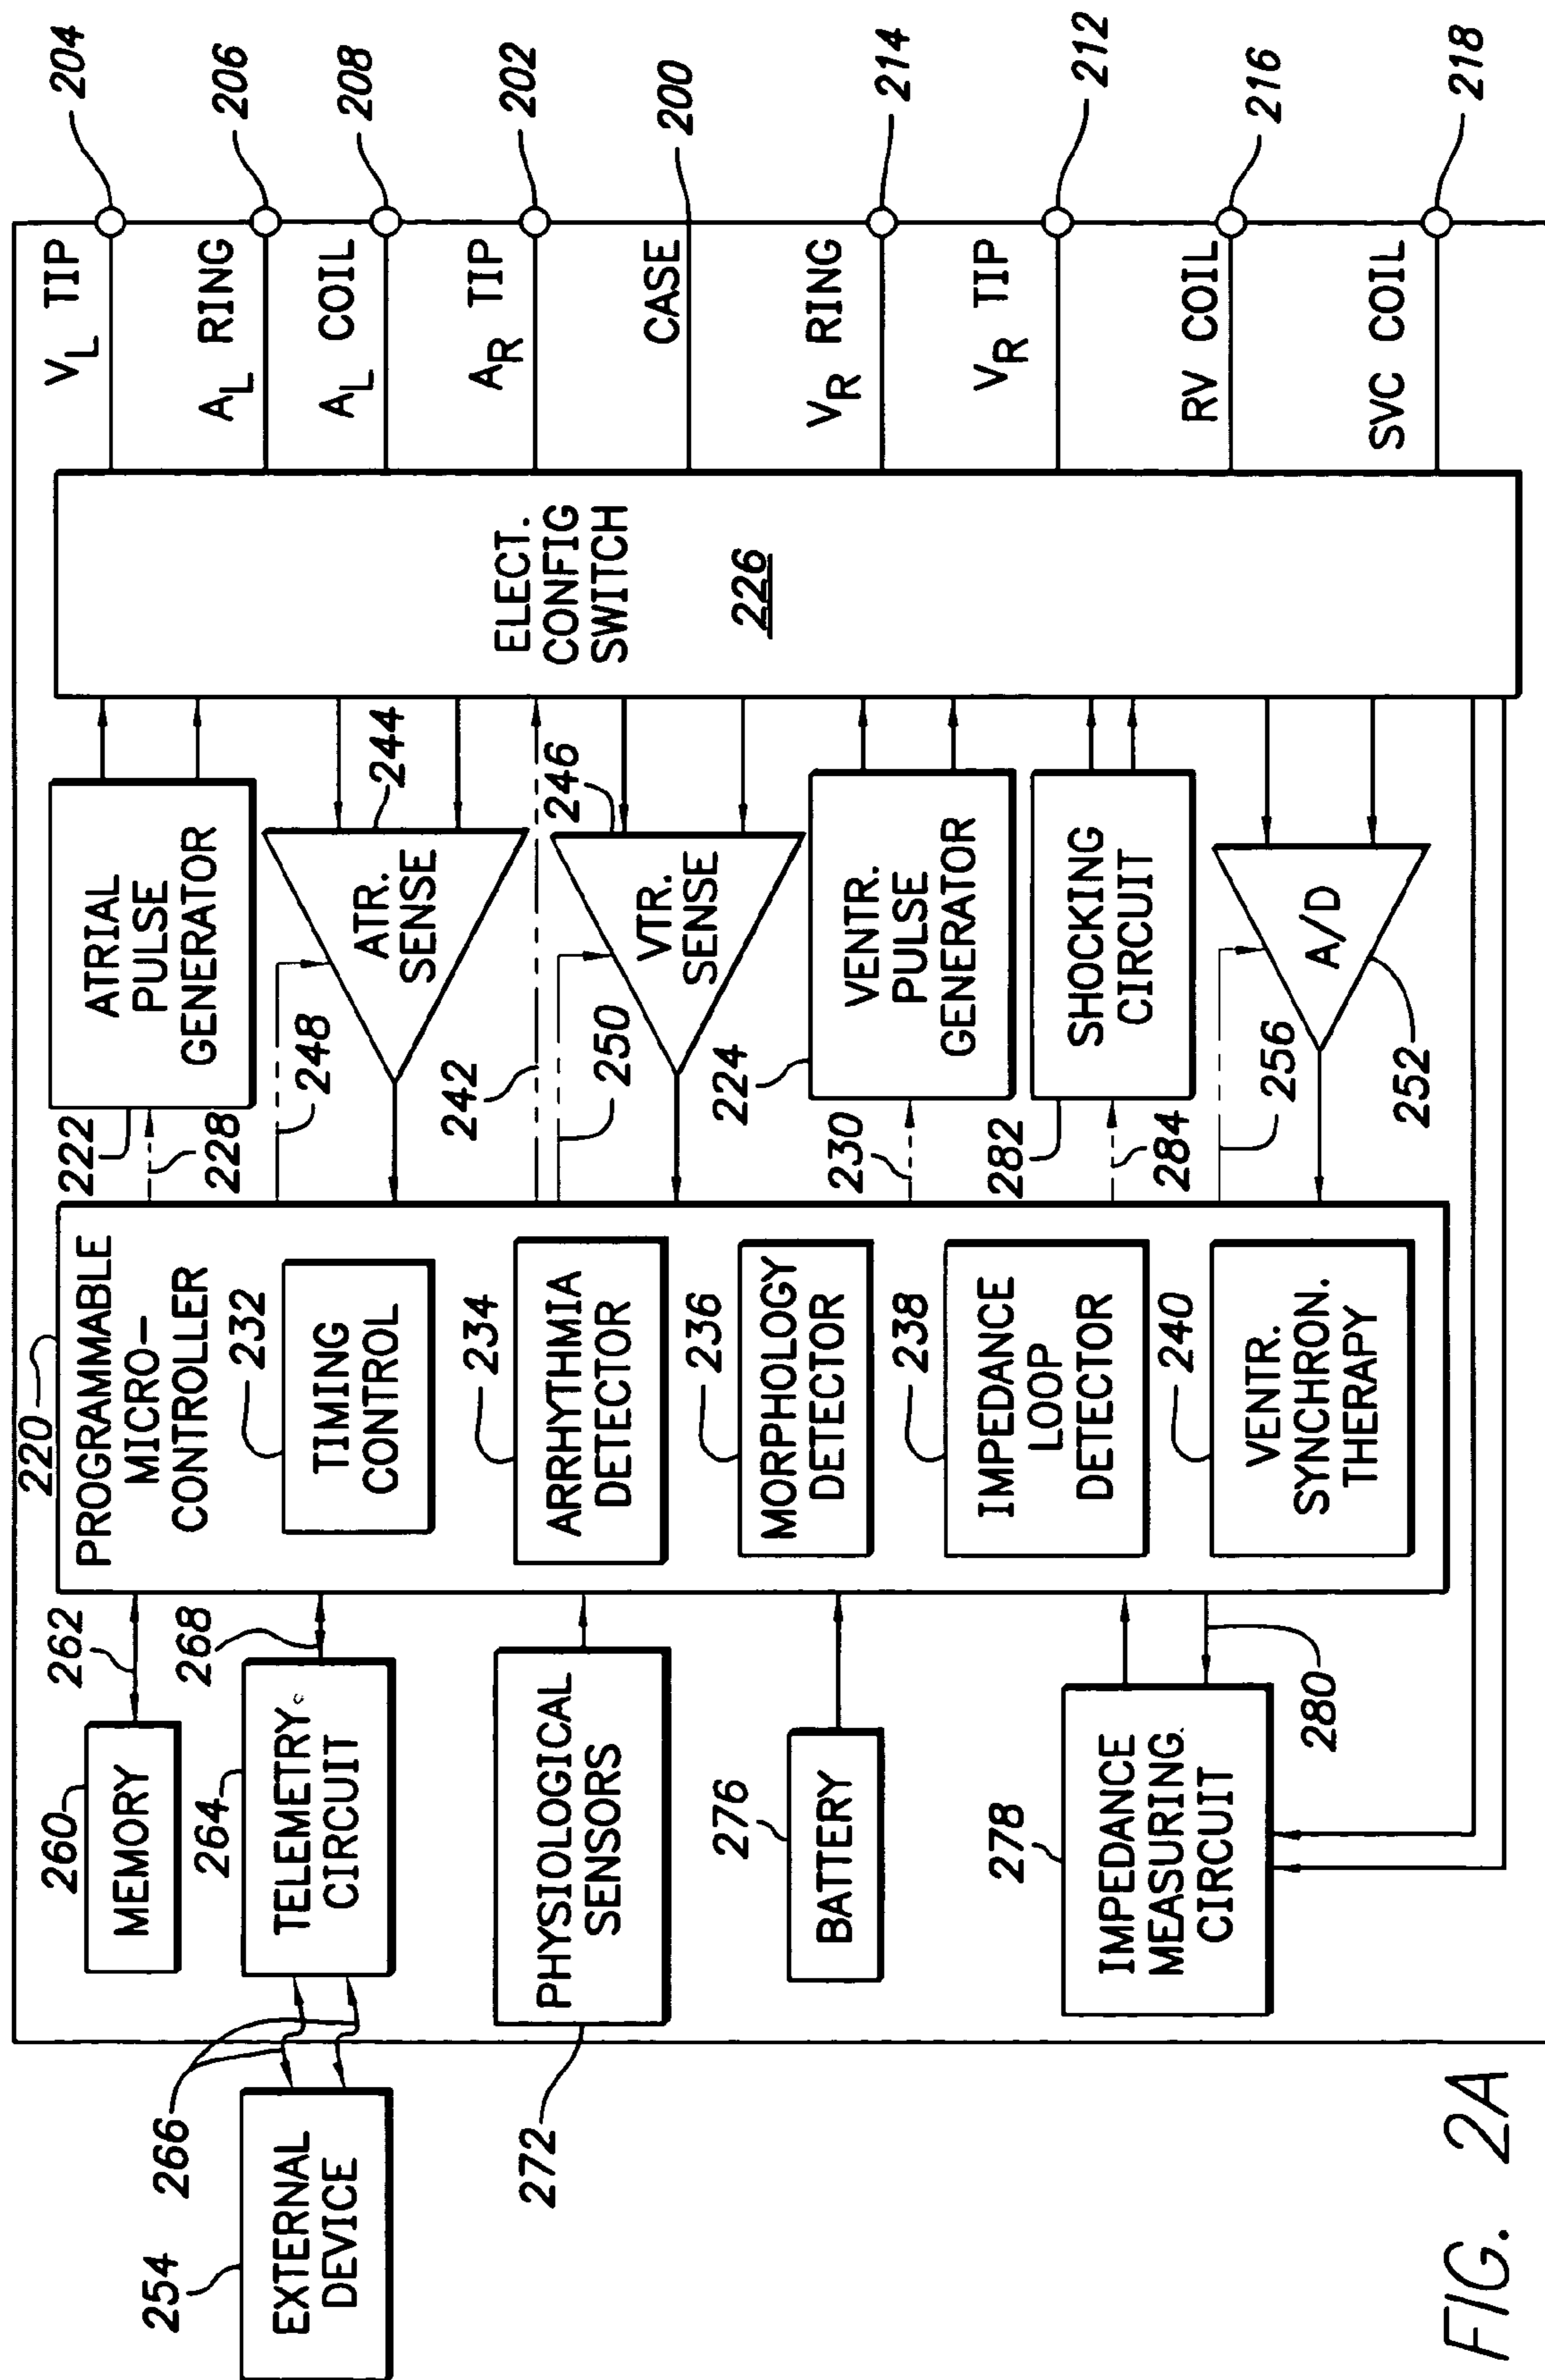 204
206
208
202
200
214
212
216
218
V_L TIP
A_L RING
A_L COIL
A_R TIP
CASE
V_R RING
V_R TIP
RV COIL
SVC COIL
ELECT.
CONFIG
SWITCH
226
ATRIAL
PULSE
GENERATOR
222
228
244
ATR.
SENSE
248
242
246
VTR.
SENSE
250
224
VENTR.
PULSE
GENERATOR
230
SHOCKING
CIRCUIT
282
284
A/D
256
252
220
PROGRAMMABLE
MICRO-
CONTROLLER
232
TIMING
CONTROL
234
ARRHYTHMIA
DETECTOR
236
MORPHOLOGY
DETECTOR
238
IMPEDANCE
LOOP
DETECTOR
240
VENTR.
SYNCHRON.
THERAPY
262
268
280
260
MEMORY
264
TELEMETRY
CIRCUIT
PHYSIOLOGICAL
SENSORS
272
276
BATTERY
278
IMPEDANCE
MEASURING
CIRCUIT
266
254
EXTERNAL
DEVICE
FIG. 2A